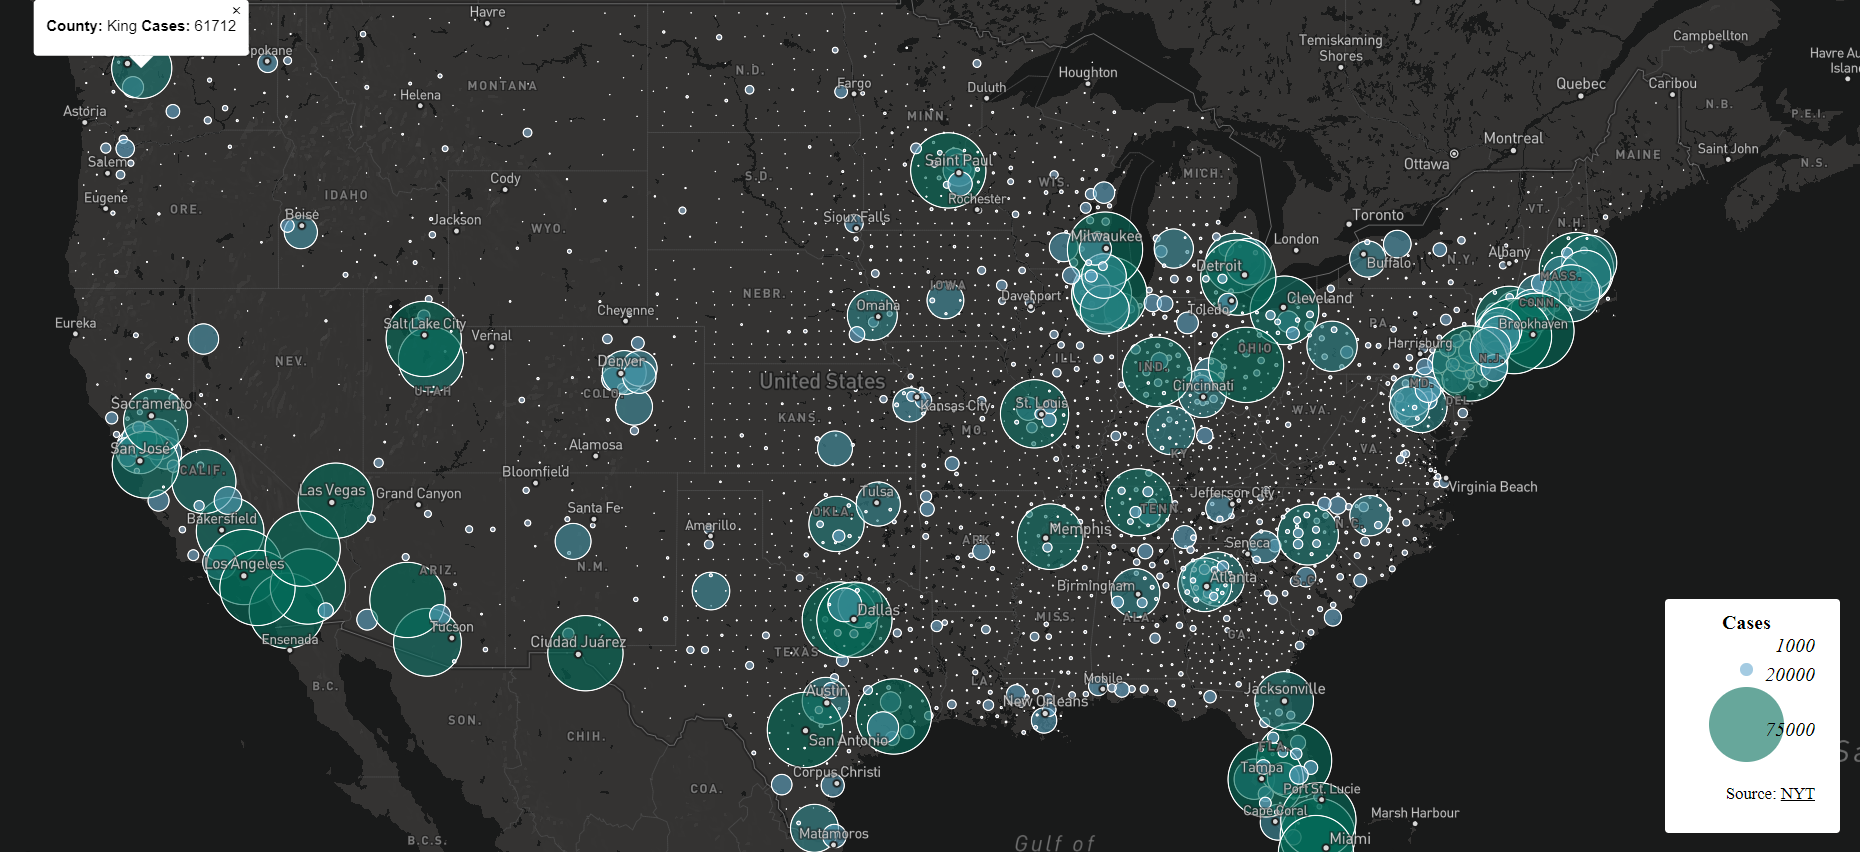 County: King Cases: 61712
×
Havre
Campbellton
Temiskaming
Shores
pokane
N.D.
Houghton
Havre Au
Islan
MONTANA
Fargo
Duluth
Quebec
Caribou
Helena
N.B.
Astoria
MINN.
P.E.I.
Montreal
Salem
Saint Paul
Ottawa
MAINE
Saint John
N.S.
Cody
S.D.
WIS.
MICH.
Eugene
IDAHO
Rochester
ORE.
Boise
Jackson
Sioux Falls
Toronto
VT.
N.H.
WYO.
Milwaukee
London
Albany
Buffalo
N.Y.
Detroit
MASS.
NEBR.
IOWA
Davenport
Cleveland
CONN.
Omaha
Cheyenne
Toledo
Eureka
Salt Lake City
Vernal
PA.
Brookhaven
Harrisburg
NEV.
Denver
ILL.
IND.
OHIO
N.J.
United States
UTAH
COLO.
Cincinnati
MD.
DEL.
Sacramento
Kansas City
St. Louis
W.VA.
KANS.
MO.
San José
Alamosa
KY.
VA.
CALIF.
Bloomfield
Las Vegas
Grand Canyon
Tulsa
Jefferson City
Virginia Beach
Santa Fe
OKLA.
TENN.
Bakersfield
Amarillo
Memphis
N.C.
ARK.
Seneca
Los Angeles
ARIZ.
N.M.
Birmingham
Atlanta
S.C.
Dallas
MISS.
ALA.
Tucson
GA.
Ensenada
Ciudad Juárez
TEXAS
B.C.
LA.
Mobile
Austin
New Orleans
Jacksonville
SON.
CHIH.
San Antonio
FLA.
Corpus Christi
Tampa
COA.
Port St. Lucie
Cape Coral
Marsh Harbour
Matamoros
B.C.S.
Gulf of
Miami
Sa
Cases
1000
20000
75000
Source: NYT